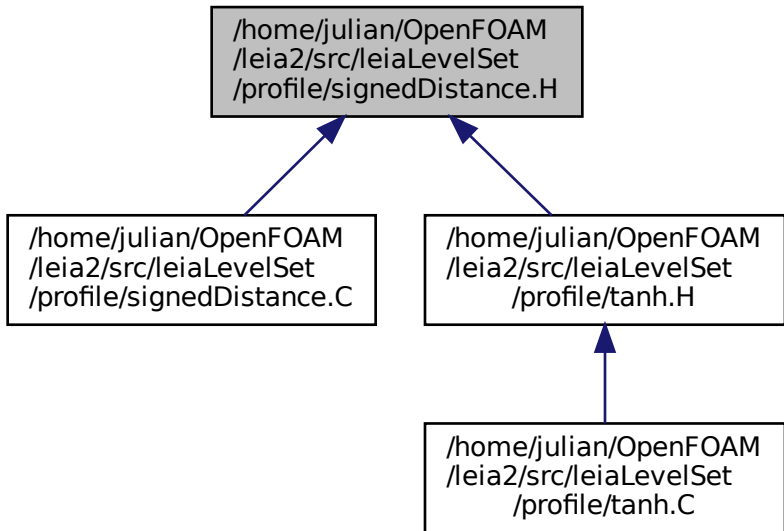 /home/julian/OpenFOAM
/leia2/src/leiaLevelSet
/profile/signedDistance.H
/home/julian/OpenFOAM
/leia2/src/leiaLevelSet
/profile/signedDistance.C
/home/julian/OpenFOAM
/leia2/src/leiaLevelSet
/profile/tanh.H
/home/julian/OpenFOAM
/leia2/src/leiaLevelSet
/profile/tanh.C